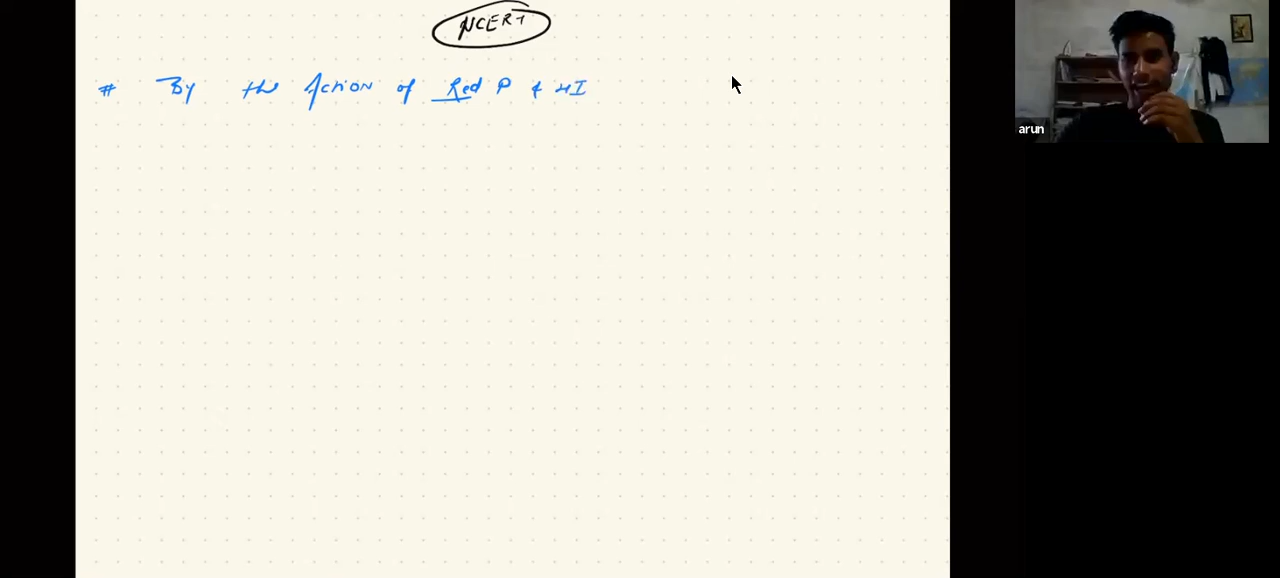 NCERT
# By the Action of Red P & HI
arun